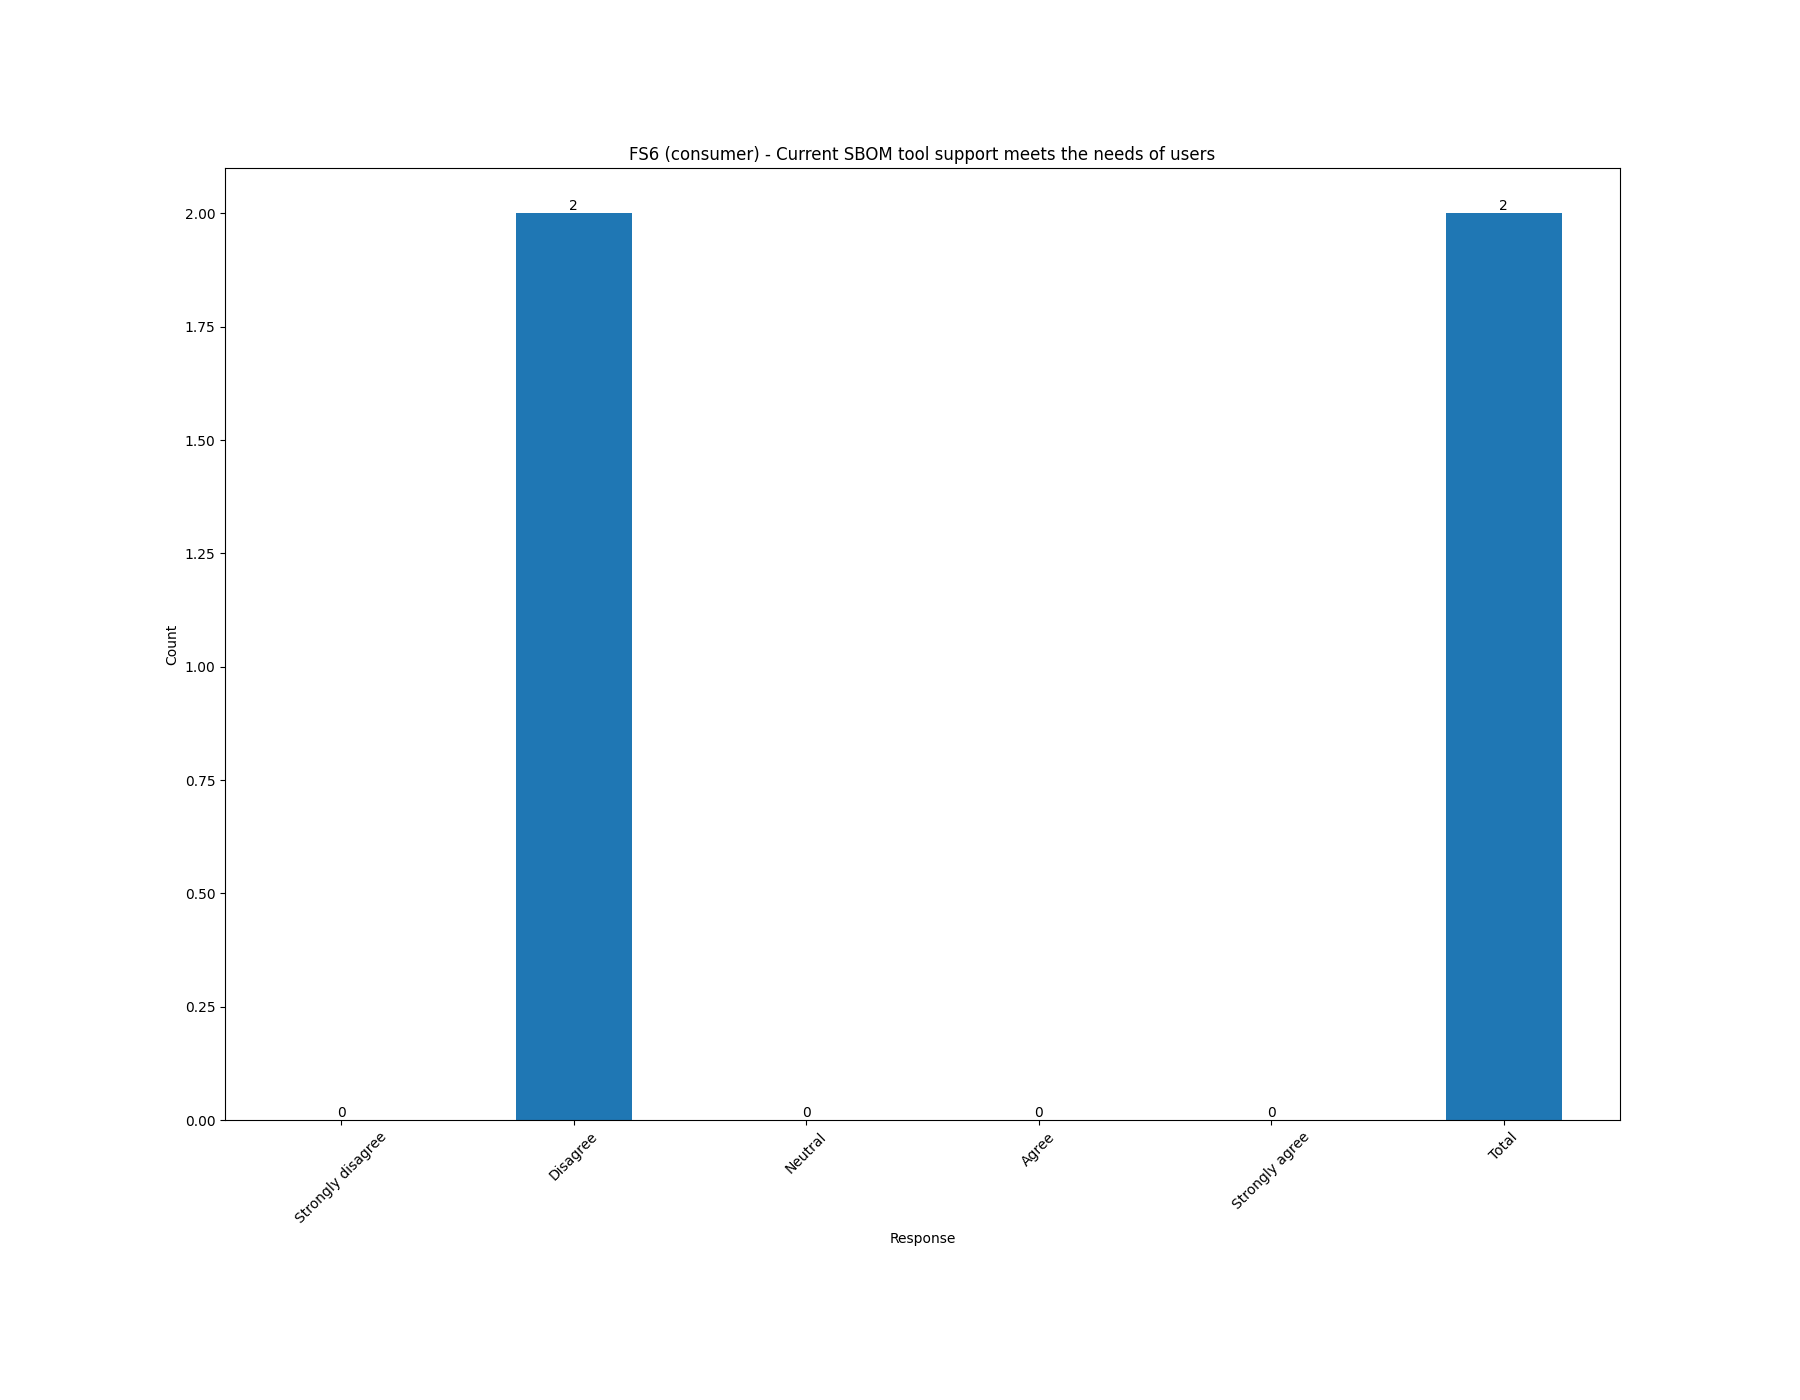 FS6 (consumer) - Current SBOM tool support meets the needs of users
2.00
1.75
1.50
1.25
1.00
0.75
0.50
0.25
0.00
Count
0
2
0
0
0
2
Strongly disagree
Disagree
Neutral
Agree
Strongly agree
Total
Response